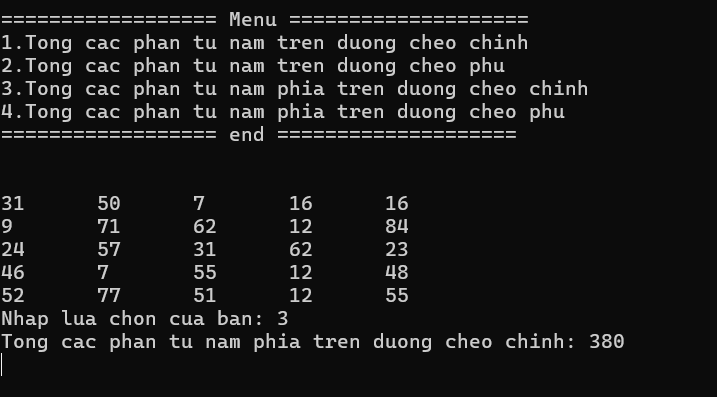 ================== Menu ====================
1.Tong cac phan tu nam tren duong cheo chinh
2.Tong cac phan tu nam tren duong cheo phu
3.Tong cac phan tu nam phia tren duong cheo chinh
4.Tong cac phan tu nam phia tren duong cheo phu
================== end ====================
31 50 7 16 16
9 71 62 12 84
24 57 31 62 23
46 7 55 12 48
52 77 51 12 55
Nhap lua chon cua ban: 3
Tong cac phan tu nam phia tren duong cheo chinh: 380